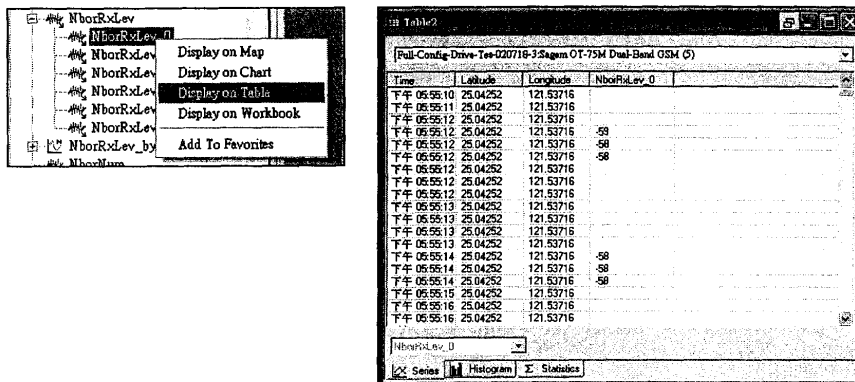 NborRxLev
NborRxLev_0
NborRxLev
NborRxLev
NborRxLev
NborRxLev
NborRxLev
NborRxLev_by
NborNum
Display on Map
Display on Chart
Display on Table
Display on Workbook
Add To Favorites
Table2
Full-Config-Drive-Tes-020718-3:Sagem OT-75M Dual-Band GSM (5)
Time Latitude Longitude NborRxLev_0
下午 05:55:10 25.04252 121.53716
下午 05:55:11 25.04252 121.53716
下午 05:55:12 25.04252 121.53716
下午 05:55:12 25.04252 121.53716 -59
下午 05:55:12 25.04252 121.53716 -58
下午 05:55:12 25.04252 121.53716 -58
下午 05:55:12 25.04252 121.53716
下午 05:55:12 25.04252 121.53716
下午 05:55:12 25.04252 121.53716
下午 05:55:13 25.04252 121.53716
下午 05:55:13 25.04252 121.53716
下午 05:55:13 25.04252 121.53716
下午 05:55:13 25.04252 121.53716
下午 05:55:14 25.04252 121.53716 -58
下午 05:55:14 25.04252 121.53716 -58
下午 05:55:14 25.04252 121.53716 -58
下午 05:55:15 25.04252 121.53716
下午 05:55:16 25.04252 121.53716
下午 05:55:16 25.04252 121.53716
NborRxLev_0
Series Histogram Σ Statistics